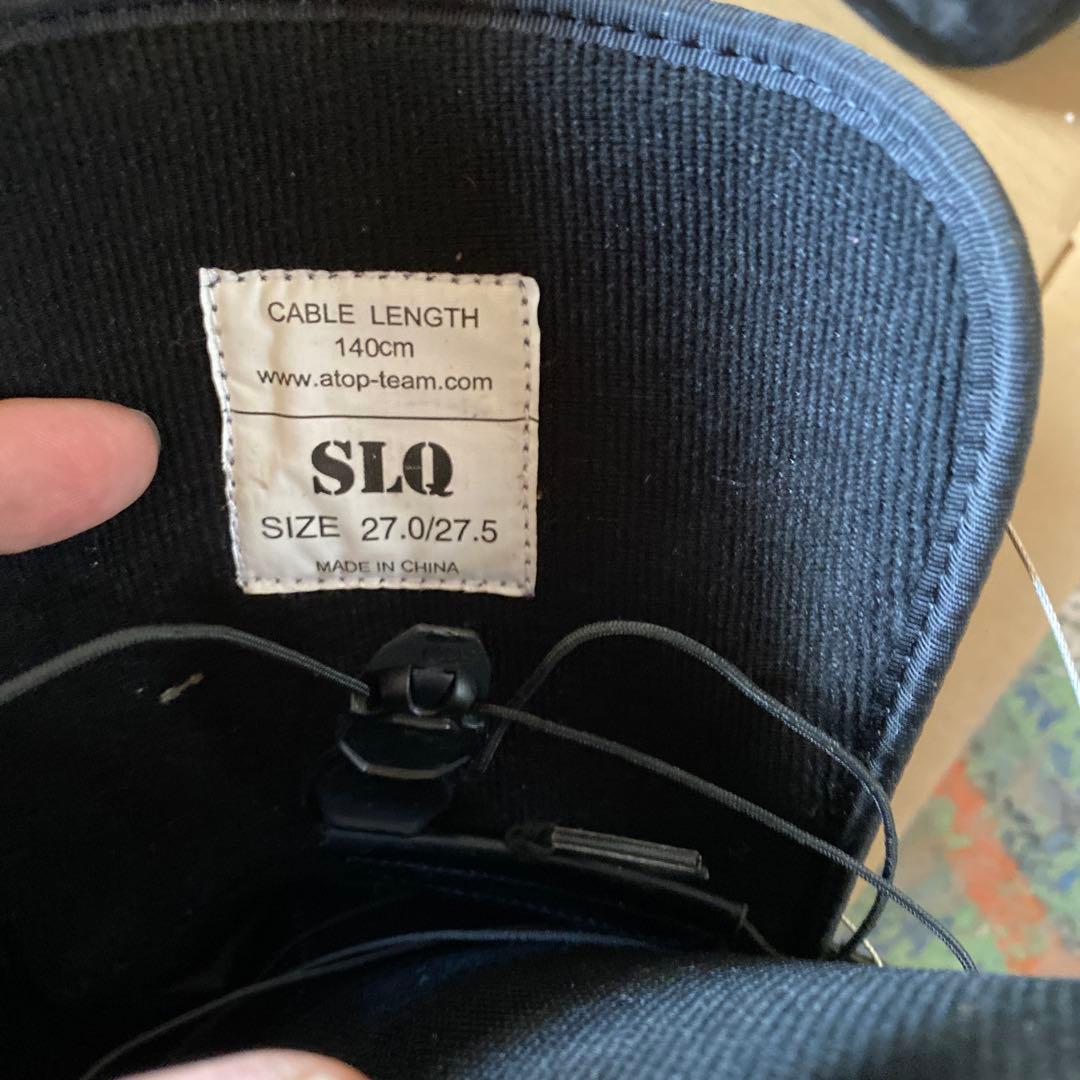 CABLE LENGTH
140cm
www.atop-team.com
SLQ
SIZE 27.0/27.5
MADE IN CHINA